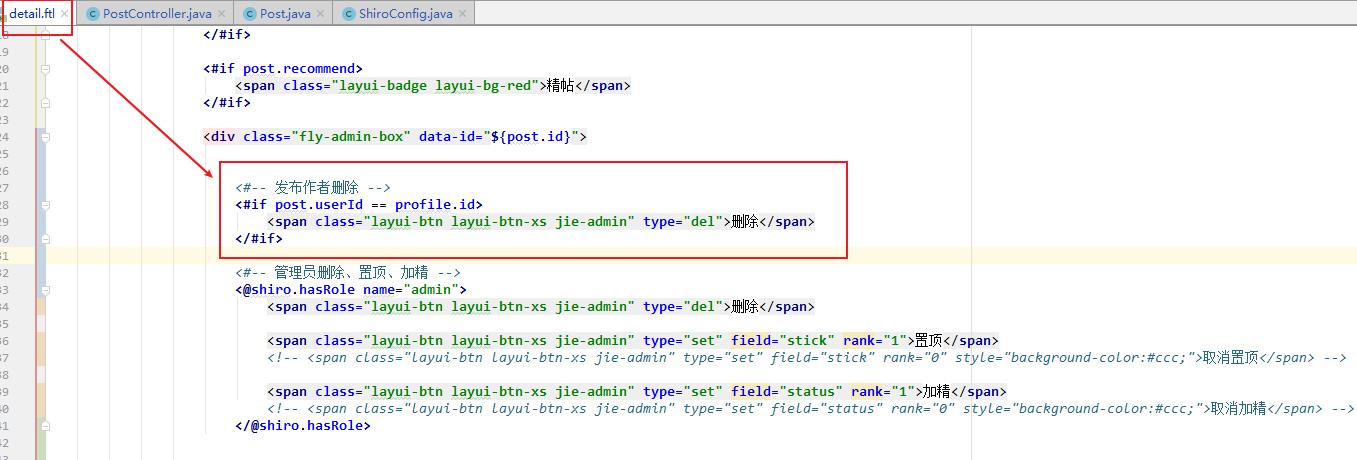 detail.ftl
PostController.java
Post.java
ShiroConfig.java
18 </#if>
19
20 <#if post.recommend>
21 <span class="layui-badge layui-bg-red">精帖</span>
22 </#if>
23
24 <div class="fly-admin-box" data-id="${post.id}">
25
26
27 <#-- 发布作者删除 -->
28 <#if post.userId == profile.id>
29 <span class="layui-btn layui-btn-xs jie-admin" type="del">删除</span>
30 </#if>
31
32 <#-- 管理员删除、置顶、加精 -->
33 <@shiro.hasRole name="admin">
34 <span class="layui-btn layui-btn-xs jie-admin" type="del">删除</span>
35
36 <span class="layui-btn layui-btn-xs jie-admin" type="set" field="stick" rank="1">置顶</span>
37 <!-- <span class="layui-btn layui-btn-xs jie-admin" type="set" field="stick" rank="0" style="background-color:#ccc;">取消置顶</span> -->
38
39 <span class="layui-btn layui-btn-xs jie-admin" type="set" field="status" rank="1">加精</span>
40 <!-- <span class="layui-btn layui-btn-xs jie-admin" type="set" field="status" rank="0" style="background-color:#ccc;">取消加精</span> -->
41 </@shiro.hasRole>
42